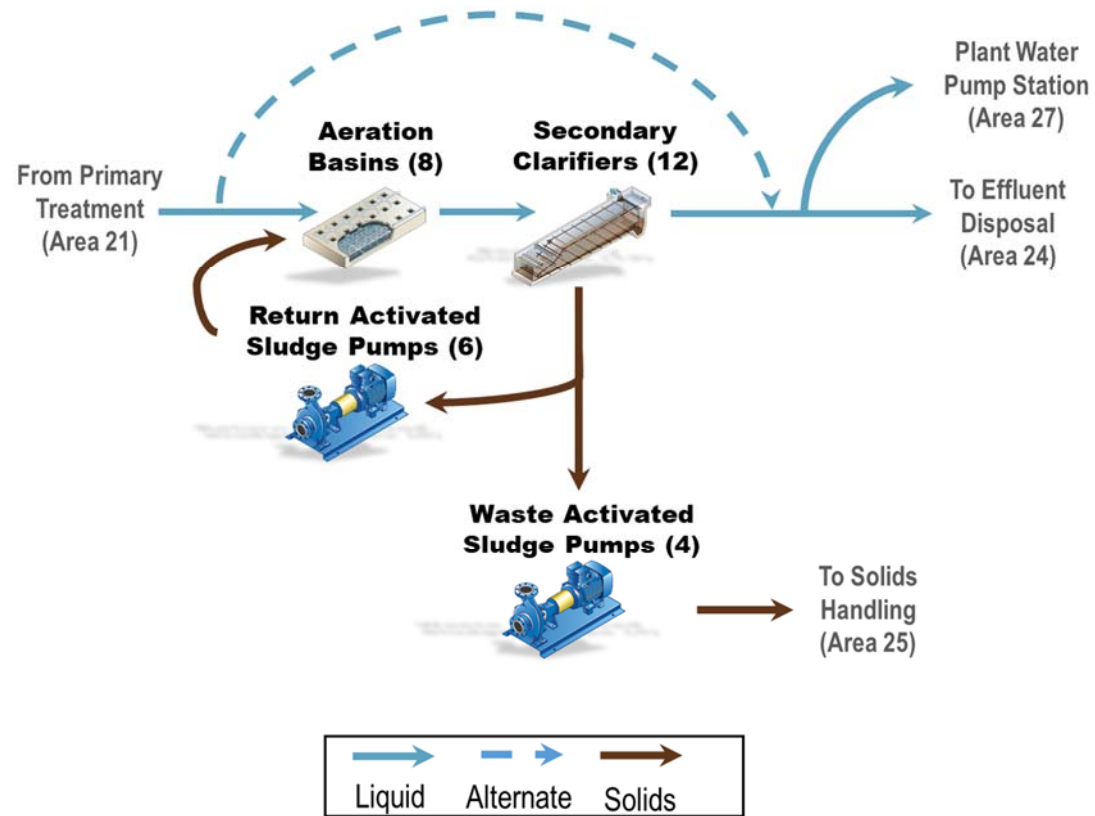 Plant Water
Pump Station
(Area 27)
Aeration
Basins (8)
Secondary
Clarifiers (12)
From Primary
Treatment
(Area 21)
To Effluent
Disposal
(Area 24)
Return Activated
Sludge Pumps (6)
Waste Activated
Sludge Pumps (4)
To Solids
Handling
(Area 25)
Liquid
Alternate
Solids